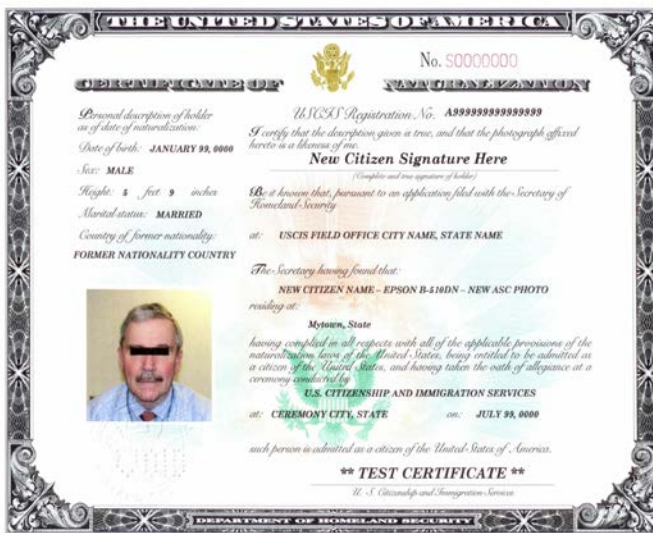 THE UNITED STATES OF AMERICA
No. S0000000
CERTIFICATE OF NATURALIZATION
Personal description of holder
as of date of naturalization:
Date of birth: JANUARY 99, 0000
Sex: MALE
Height: 5 feet 9 inches
Marital status: MARRIED
Country of former nationality:
FORMER NATIONALITY COUNTRY
USCIS Registration No. A999999999999999
I certify that the description given is true, and that the photograph affixed
hereto is a likeness of me.
New Citizen Signature Here
(Complete and true signature of holder)
Be it known that, pursuant to an application filed with the Secretary of
Homeland Security
at: USCIS FIELD OFFICE CITY NAME, STATE NAME
The Secretary having found that:
NEW CITIZEN NAME – EPSON B-510DN – NEW ASC PHOTO
residing at:
Mytown, State
having complied in all respects with all of the applicable provisions of the
naturalization laws of the United States, being entitled to be admitted as
a citizen of the United States, and having taken the oath of allegiance at a
ceremony conducted by
U.S. CITIZENSHIP AND IMMIGRATION SERVICES
at: CEREMONY CITY, STATE on: JULY 99, 0000
such person is admitted as a citizen of the United States of America.
** TEST CERTIFICATE **
U. S. Citizenship and Immigration Services
DEPARTMENT OF HOMELAND SECURITY